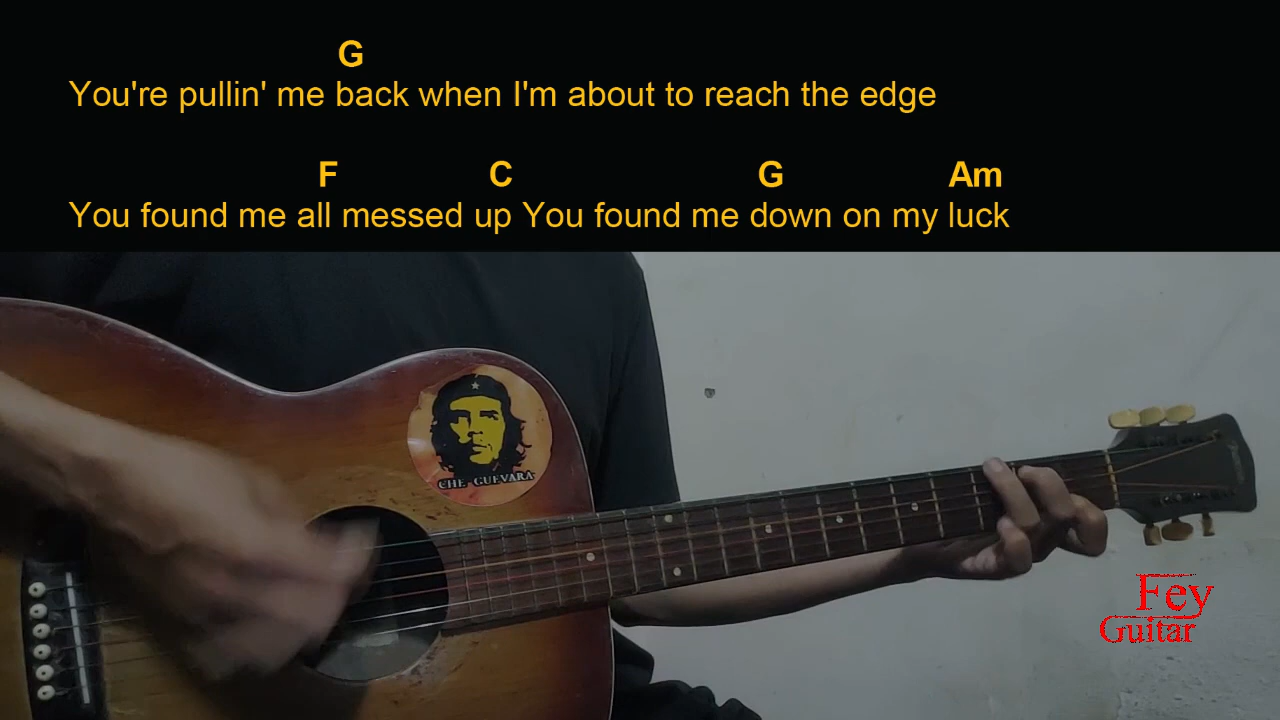 G
You're pullin' me back when I'm about to reach the edge
F C G Am
You found me all messed up You found me down on my luck
CHE GUEVARA
Fey
Guitar